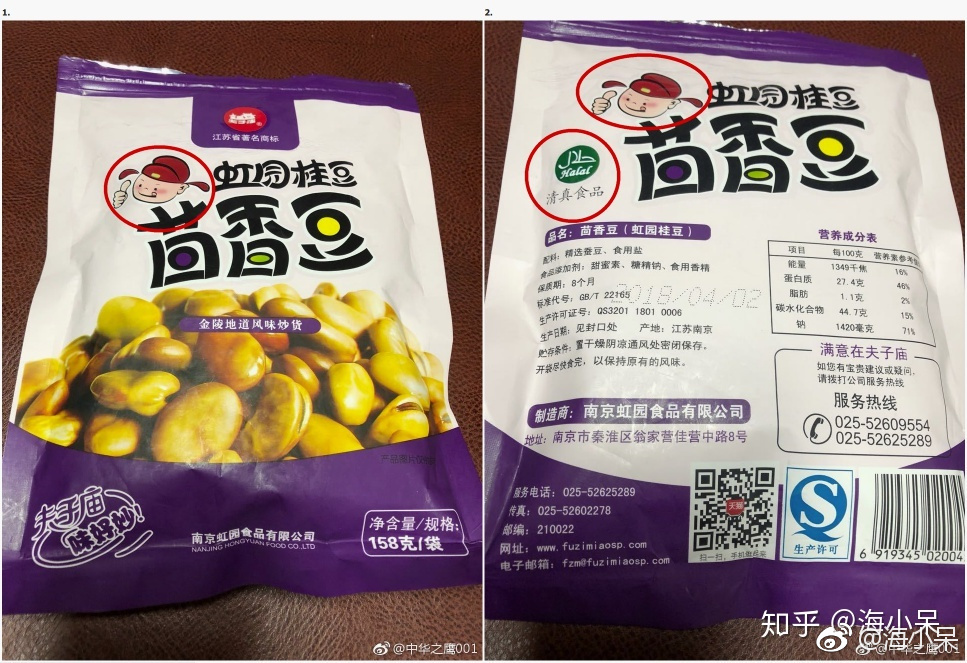 1.
江苏省著名商标
虹园桂豆
茴香豆
金陵地道风味炒货
夫子庙
味好炒!
南京虹园食品有限公司
NANJING HONGYUAN FOOD CO.,LTD
净含量/规格:
158克/袋
@中华之鹰001
2.
虹园桂豆
茴香豆
Halal
清真食品
品名:茴香豆(虹园桂豆)
配料:精选蚕豆、食用盐
食品添加剂:甜蜜素、糖精钠、食用香精
保质期:8个月
标准代号:GB/T 22165
2018/04/02
生产许可证号:QS3201 1801 0006
生产日期:见封口处 产地:江苏南京
贮存条件:置干燥阴凉通风处密闭保存,
开袋尽快食完,以保持原有的风味。
营养成分表
项目 每100克 营养素参考
能量 1349千焦 16%
蛋白质 27.4克 46%
脂肪 1.1克 2%
碳水化合物 44.7克 15%
钠 1420毫克 71%
满意在夫子庙
如您有宝贵建议或疑问,
请拨打公司服务热线
服务热线
025-52609554
025-52625289
制造商:南京虹园食品有限公司
地址:南京市秦淮区翁家营佳营中路8号
服务电话:025-52625289
传真:025-52602278
邮编:210022
网址:www.fuzimiaosp.com
电子邮箱:fzm@fuzimiaosp.com
天猫
生产许可
6 919345 02004
知乎 @海小呆
@海小呆